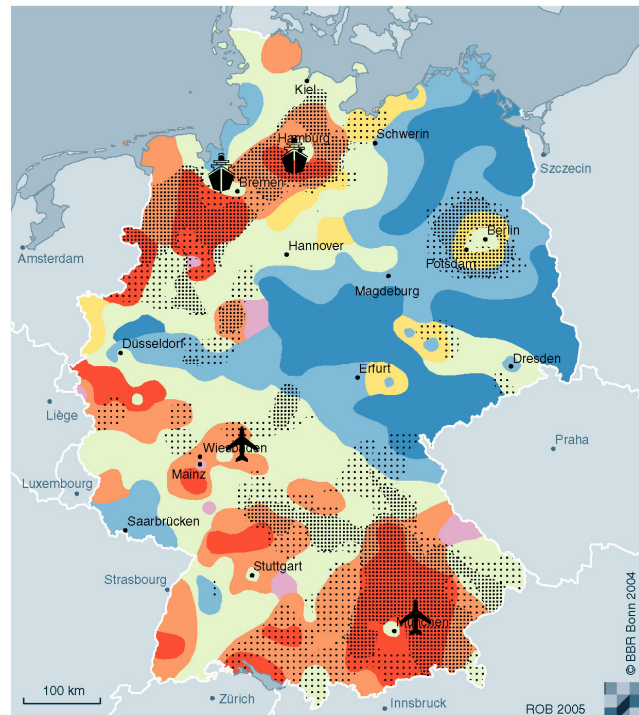 Kiel
Hamburg
Schwerin
Szczecin
Bremen
Amsterdam
Hannover
Berlin
Potsdam
Magdeburg
Düsseldorf
Dresden
Erfurt
Liège
Praha
Wiesbaden
Mainz
Luxembourg
Saarbrücken
Stuttgart
Strasbourg
München
100 km
Zürich
Innsbruck
ROB 2005
© BBR Bonn 2004